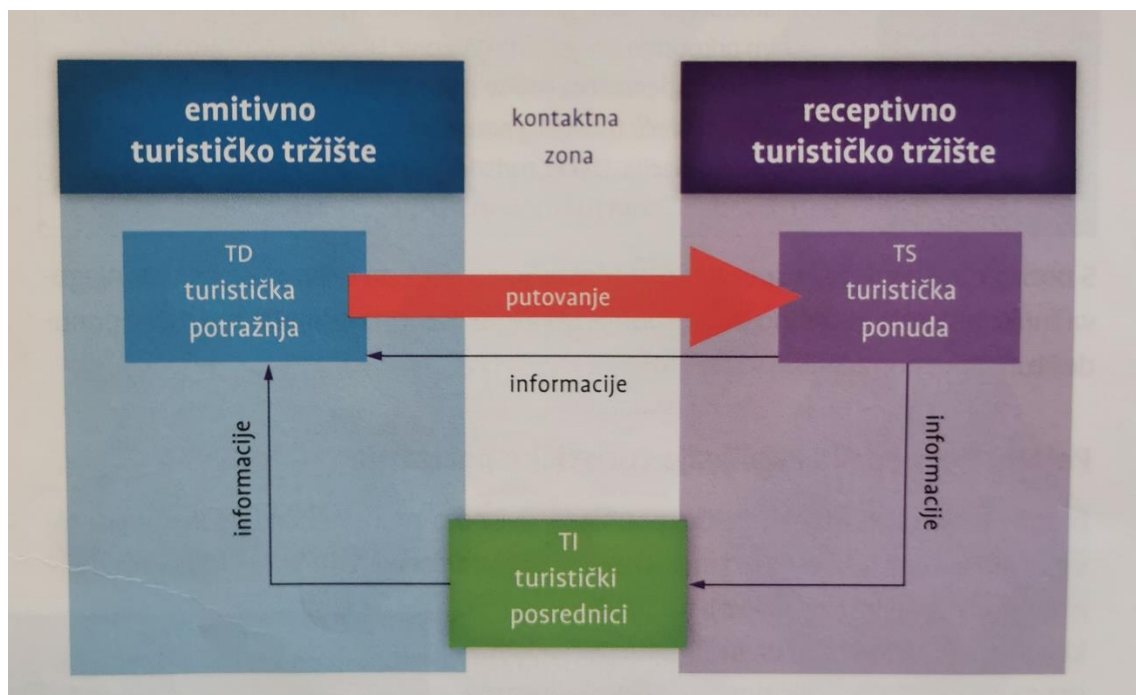 emitivno
turističko tržište
kontaktna
zona
receptivno
turističko tržište
TD
turistička
potražnja
putovanje
TS
turistička
ponuda
informacije
informacije
informacije
TI
turistički
posrednici